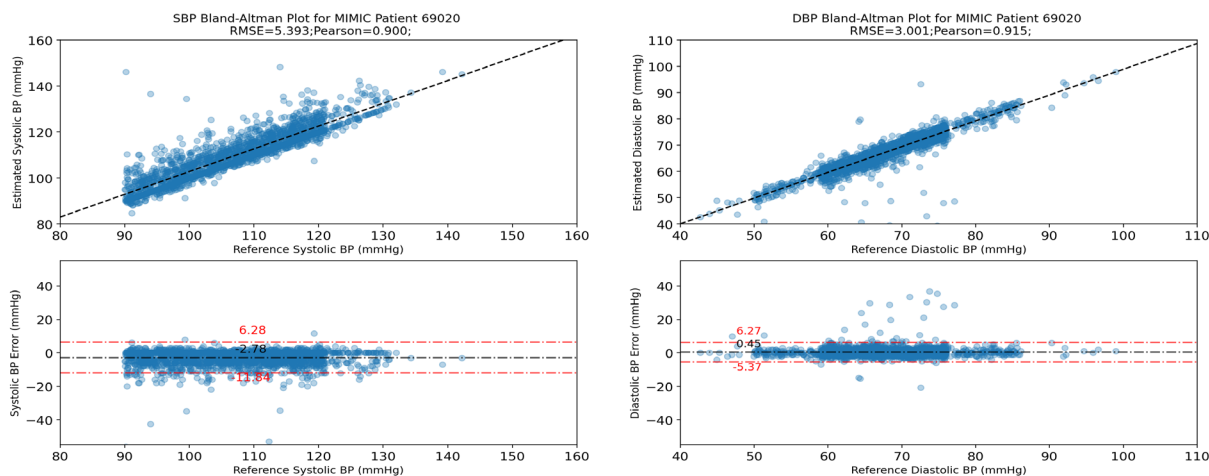 SBP Bland-Altman Plot for MIMIC Patient 69020
RMSE=5.393;Pearson=0.900;
Estimated Systolic BP (mmHg)
160
140
120
100
80
80 90 100 110 120 130 140 150 160
Reference Systolic BP (mmHg)
DBP Bland-Altman Plot for MIMIC Patient 69020
RMSE=3.001;Pearson=0.915;
Estimated Diastolic BP (mmHg)
110
100
90
80
70
60
50
40
40 50 60 70 80 90 100 110
Reference Diastolic BP (mmHg)
Systolic BP Error (mmHg)
40
20
0
−20
−40
6.28
-2.78
-11.84
80 90 100 110 120 130 140 150 160
Reference Systolic BP (mmHg)
Diastolic BP Error (mmHg)
40
20
0
−20
−40
6.27
0.45
-5.37
40 50 60 70 80 90 100 110
Reference Diastolic BP (mmHg)